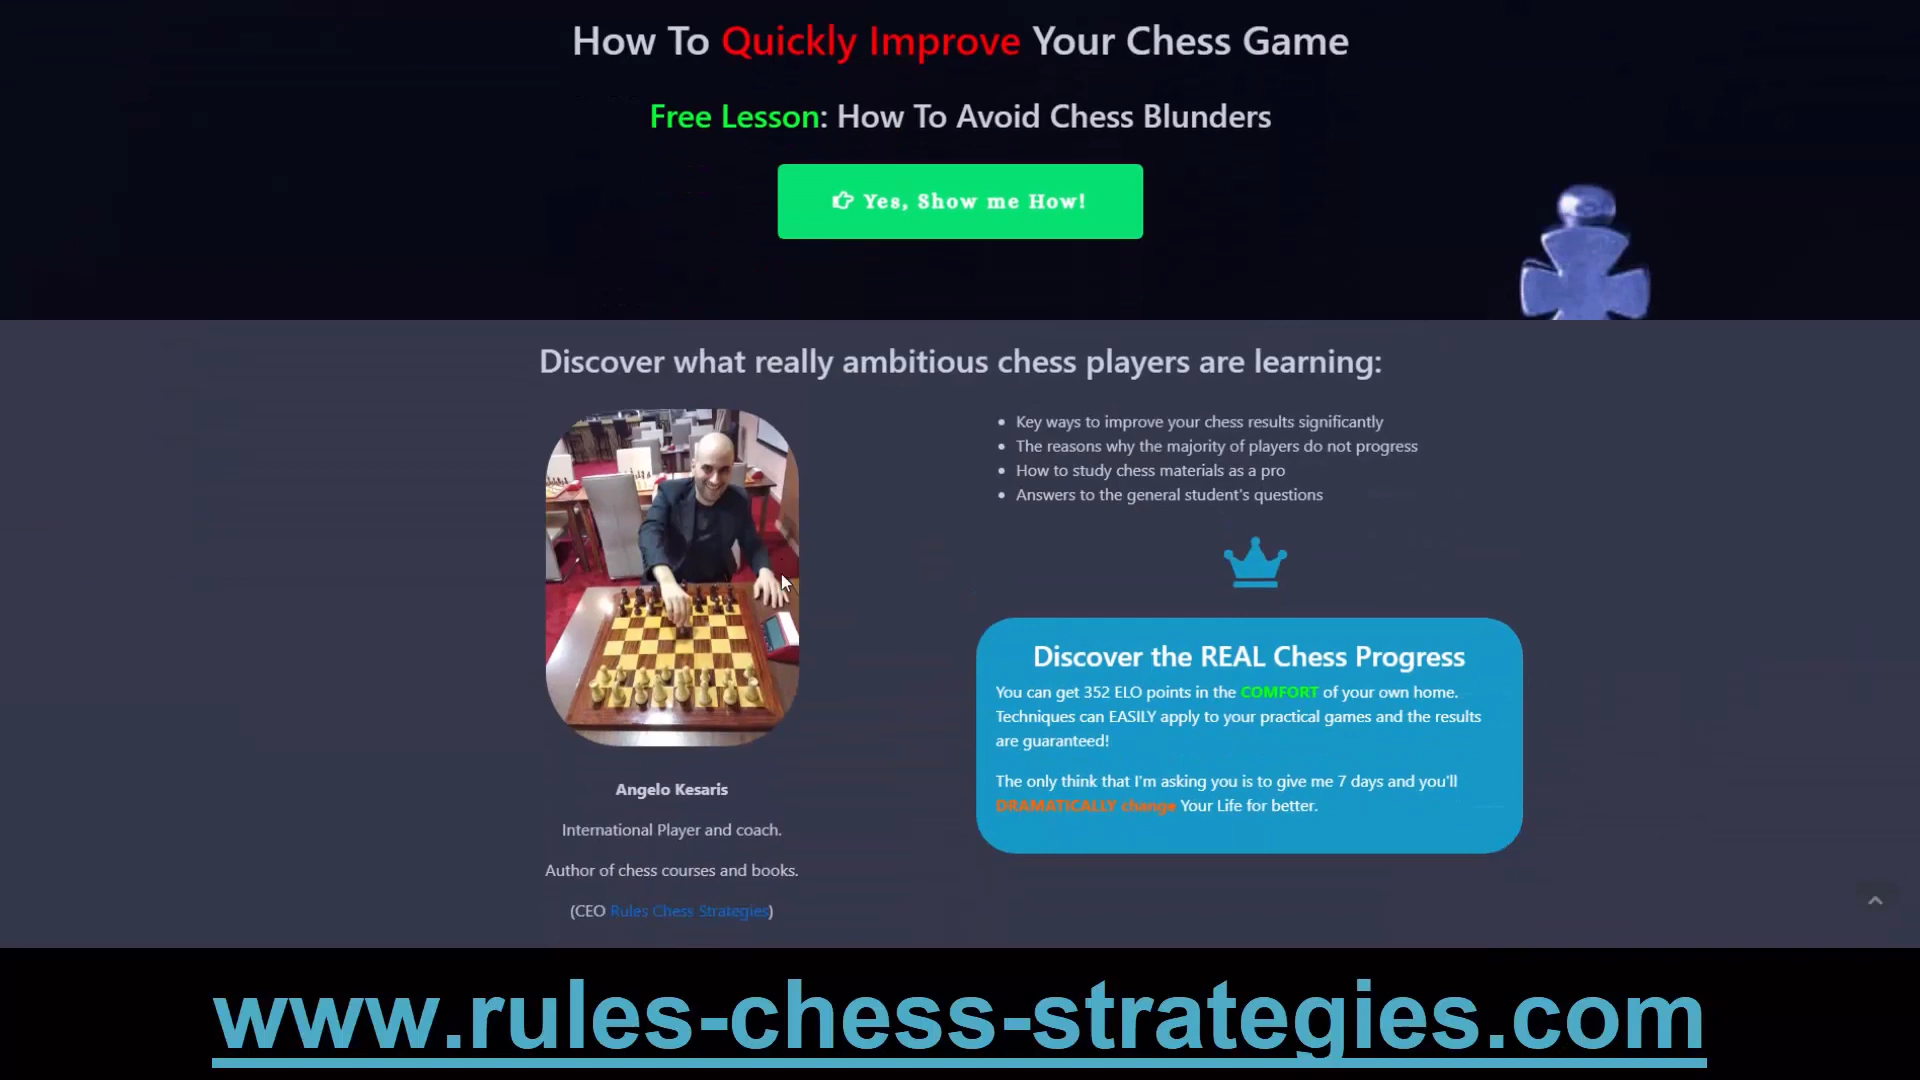 How To Quickly Improve Your Chess Game
Free Lesson: How To Avoid Chess Blunders
Yes, Show me How!
Discover what really ambitious chess players are learning:
Key ways to improve your chess results significantly
The reasons why the majority of players do not progress
How to study chess materials as a pro
Answers to the general student's questions
Discover the REAL Chess Progress
You can get 352 ELO points in the COMFORT of your own home.
Techniques can EASILY apply to your practical games and the results
are guaranteed!
The only think that I'm asking you is to give me 7 days and you'll
DRAMATICALLY change Your Life for better.
Angelo Kesaris
International Player and coach.
Author of chess courses and books.
(CEO Rules Chess Strategies)
www.rules-chess-strategies.com